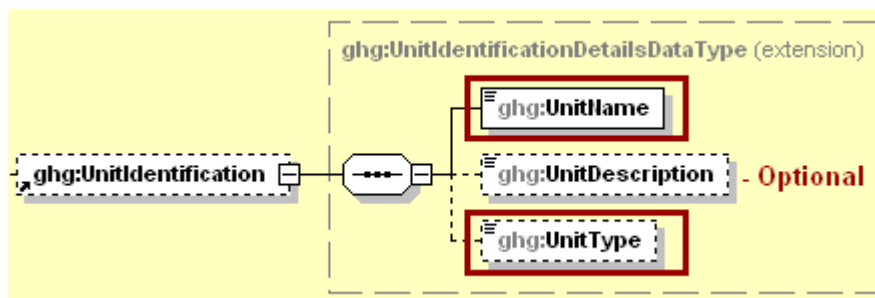 ghg:UnitIdentificationDetailsDataType (extension)
ghg:UnitName
ghg:UnitIdentification
ghg:UnitDescription - Optional
ghg:UnitType